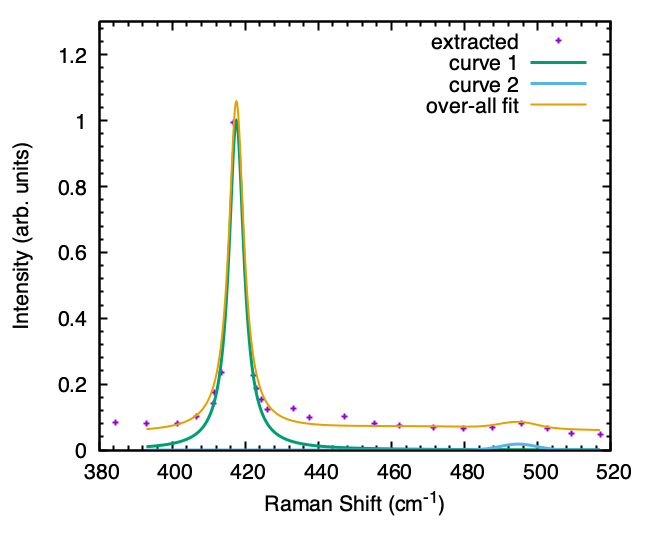 extracted
curve 1
curve 2
over-all fit
Intensity (arb. units)
1.2
1
0.8
0.6
0.4
0.2
0
380 400 420 440 460 480 500 520
Raman Shift (cm-1)